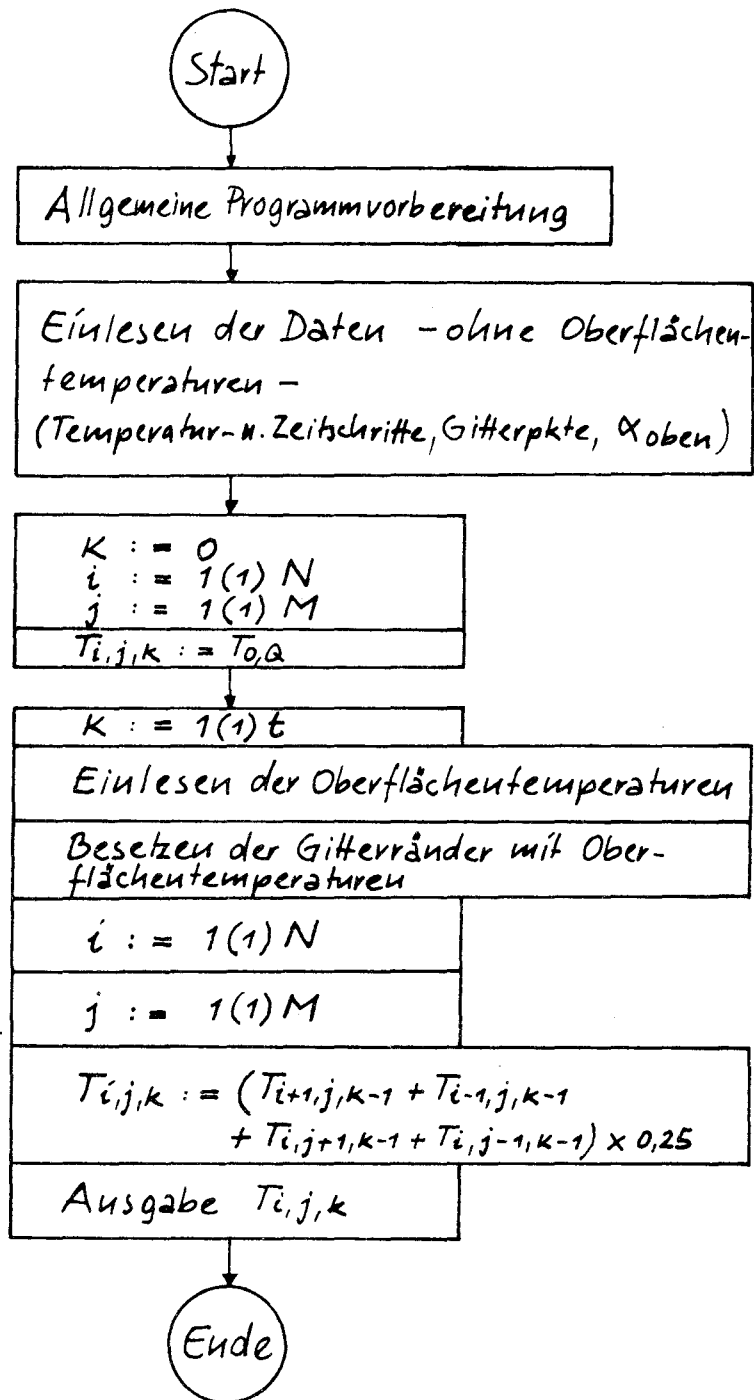 Start
Allgemeine Programmvorbereitung
Einlesen der Daten - ohne Oberflächen-
temperaturen -
(Temperatur- u. Zeitschritte, Gitterpkte, αoben)
K := 0
i := 1(1) N
j := 1(1) M
Ti,j,k := T0,Q
K := 1(1) t
Einlesen der Oberflächentemperaturen
Besetzen der Gitterränder mit Ober-
flächentemperaturen
i := 1(1) N
j := 1(1) M
Ti,j,k := (Ti+1,j,k-1 + Ti-1,j,k-1
+ Ti,j+1,k-1 + Ti,j-1,k-1) × 0,25
Ausgabe Ti,j,k
Ende